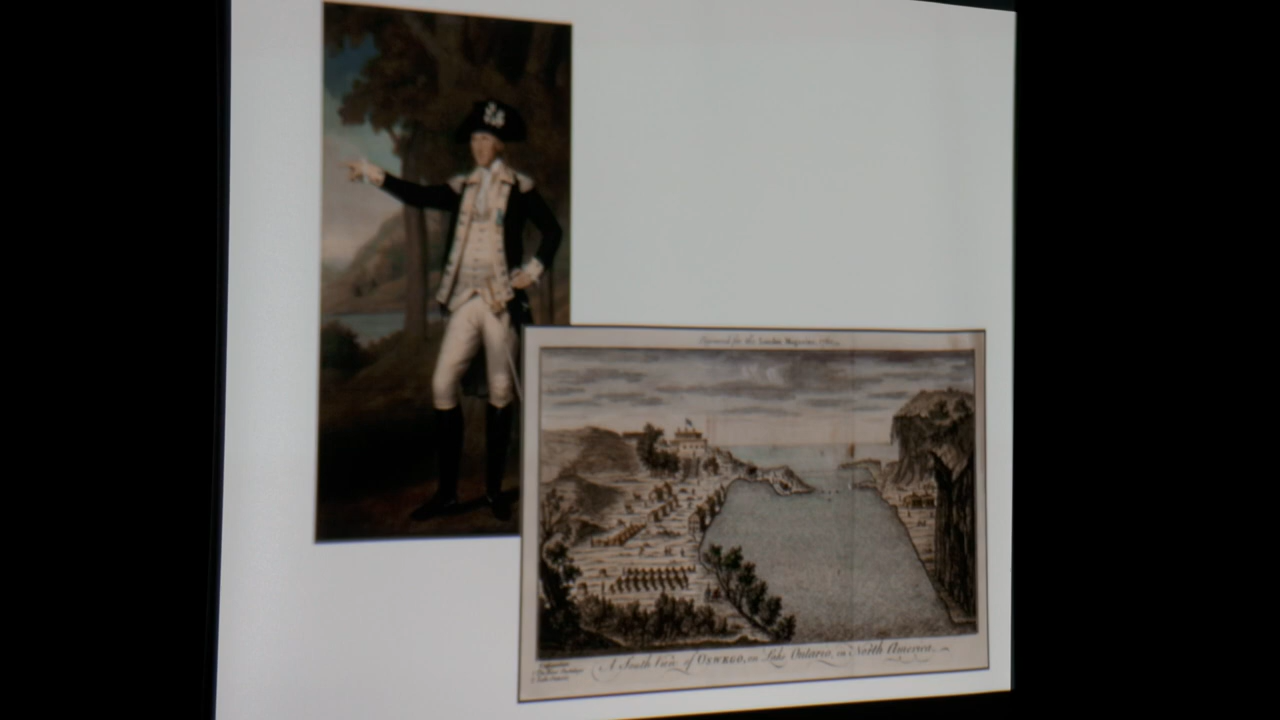 Engraved for the London Magazine, 1760.
A South View of OSWEGO, on Lake Ontario, in North America.